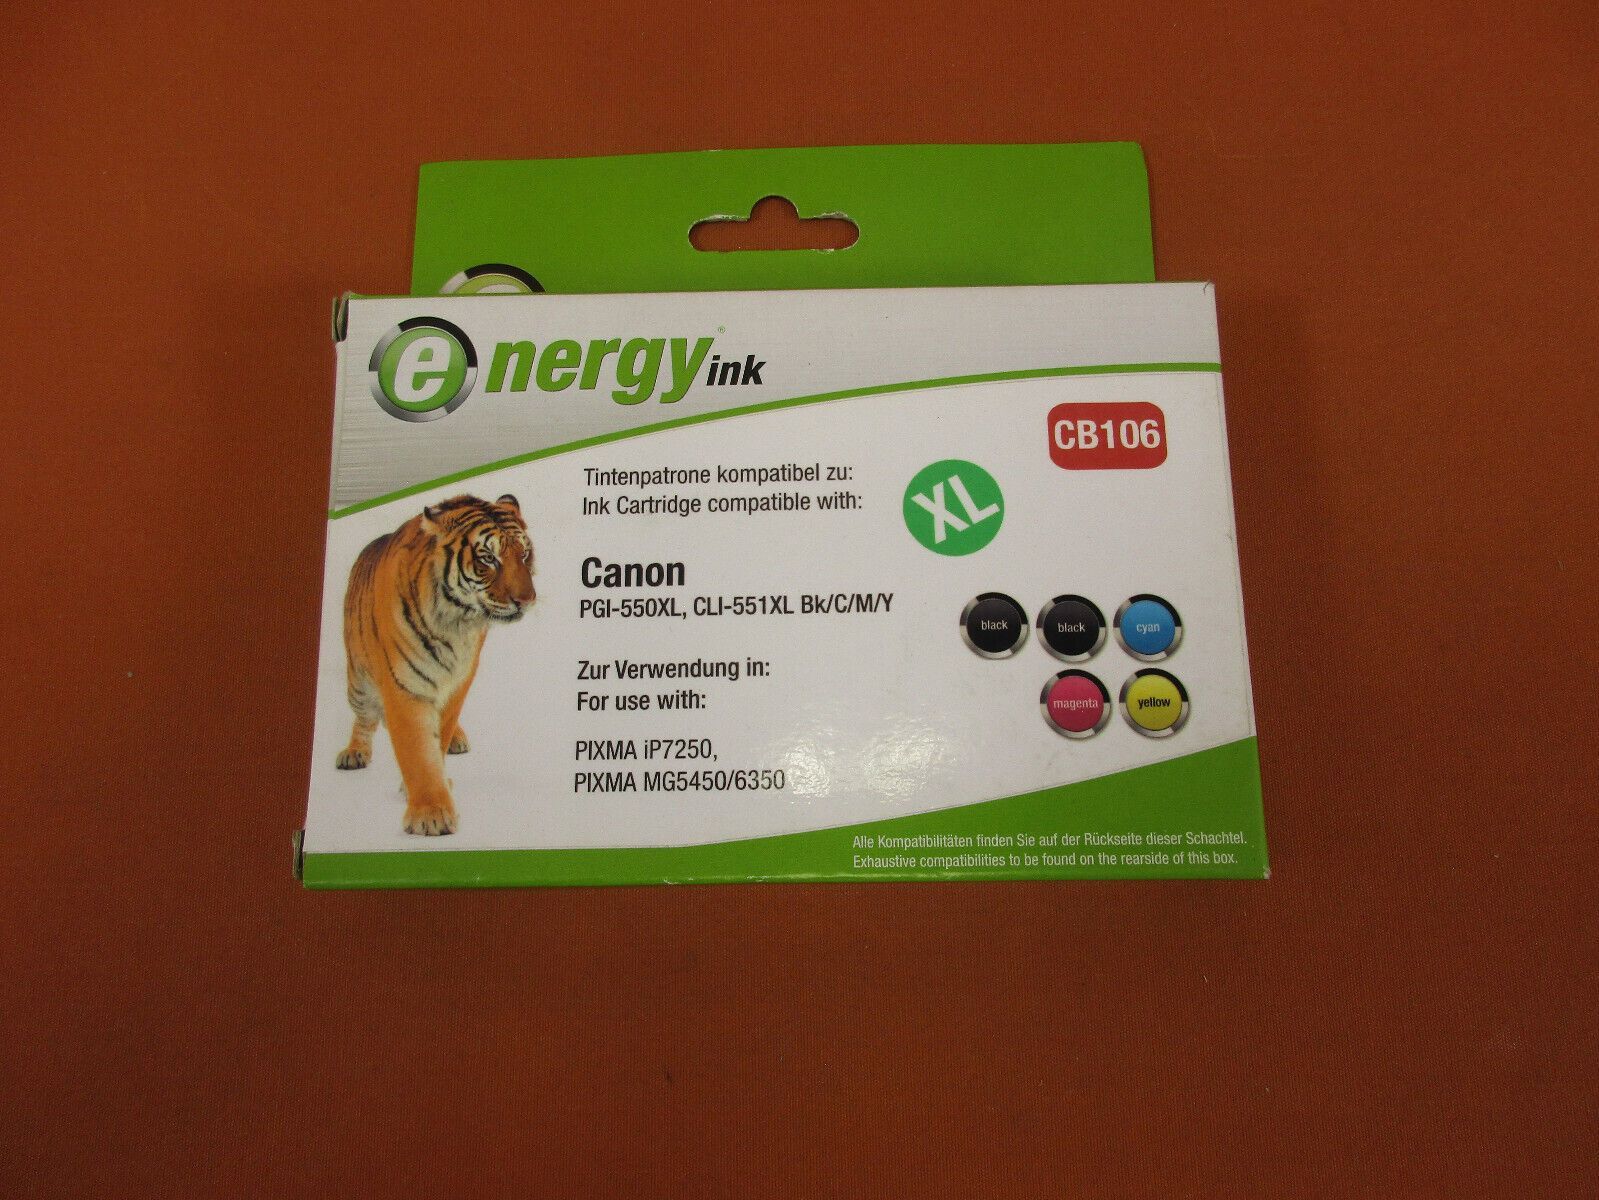 energy® ink
CB106
Tintenpatrone kompatibel zu:
Ink Cartridge compatible with:
XL
Canon
PGI-550XL, CLI-551XL Bk/C/M/Y
black black cyan
magenta yellow
Zur Verwendung in:
For use with:
PIXMA iP7250,
PIXMA MG5450/6350
Alle Kompatibilitäten finden Sie auf der Rückseite dieser Schachtel.
Exhaustive compatibilities to be found on the rearside of this box.